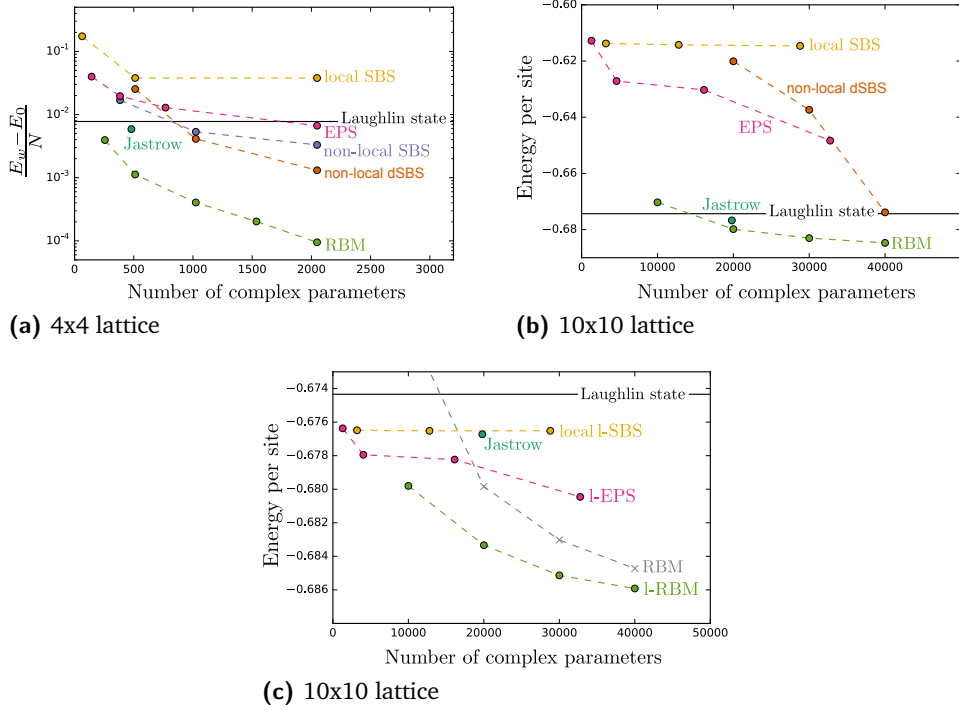 10⁻¹
10⁻²
10⁻³
10⁻⁴
E_w − E_0 / N
local SBS
Laughlin state
EPS
Jastrow
non-local SBS
non-local dSBS
RBM
0 500 1000 1500 2000 2500 3000
Number of complex parameters
(a) 4x4 lattice
−0.60
−0.62
−0.64
−0.66
−0.68
Energy per site
local SBS
non-local dSBS
EPS
Jastrow
Laughlin state
RBM
10000 20000 30000 40000
Number of complex parameters
(b) 10x10 lattice
−0.674
−0.676
−0.678
−0.680
−0.682
−0.684
−0.686
Energy per site
Laughlin state
local l-SBS
Jastrow
l-EPS
RBM
l-RBM
0 10000 20000 30000 40000 50000
Number of complex parameters
(c) 10x10 lattice